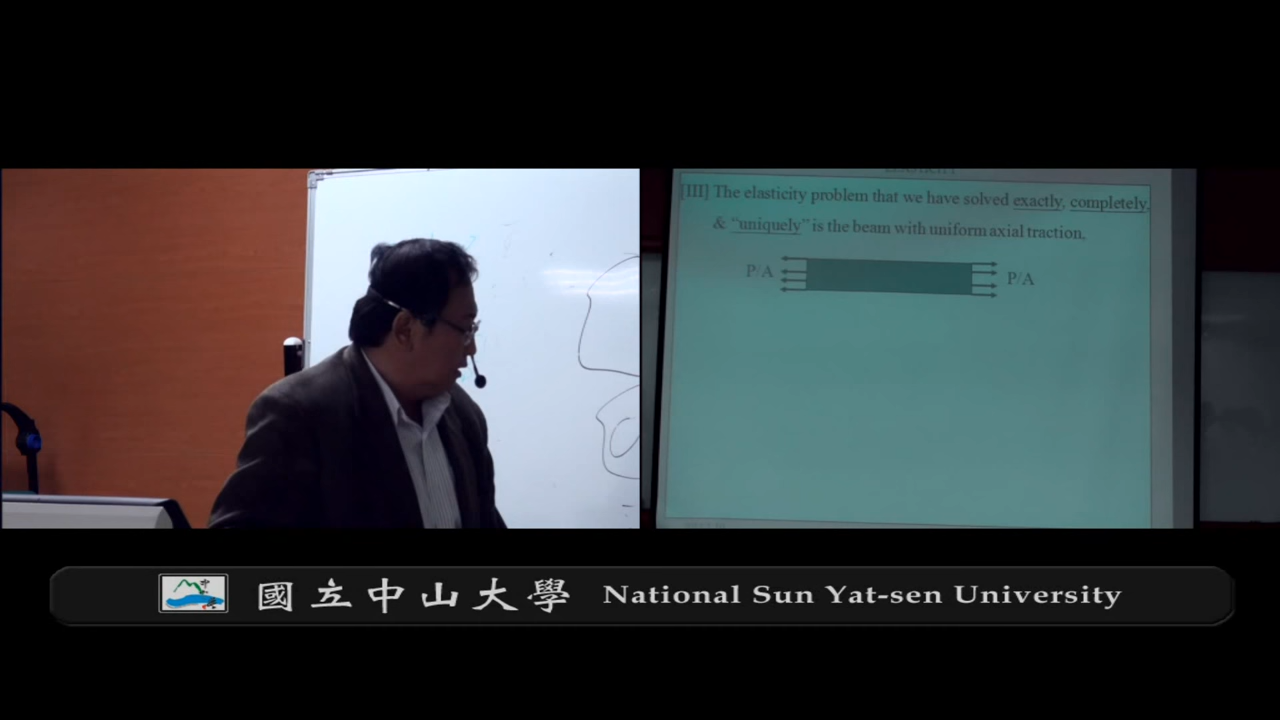 ELASTICITY
[III] The elasticity problem that we have solved exactly, completely,
& “uniquely” is the beam with uniform axial traction,
P/A
P/A
國立中山大學 National Sun Yat-sen University